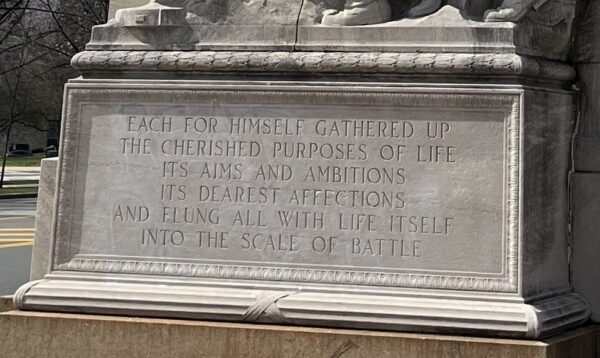 EACH FOR HIMSELF GATHERED UP
THE CHERISHED PURPOSES OF LIFE
ITS AIMS AND AMBITIONS
ITS DEAREST AFFECTIONS
AND FLUNG ALL WITH LIFE ITSELF
INTO THE SCALE OF BATTLE